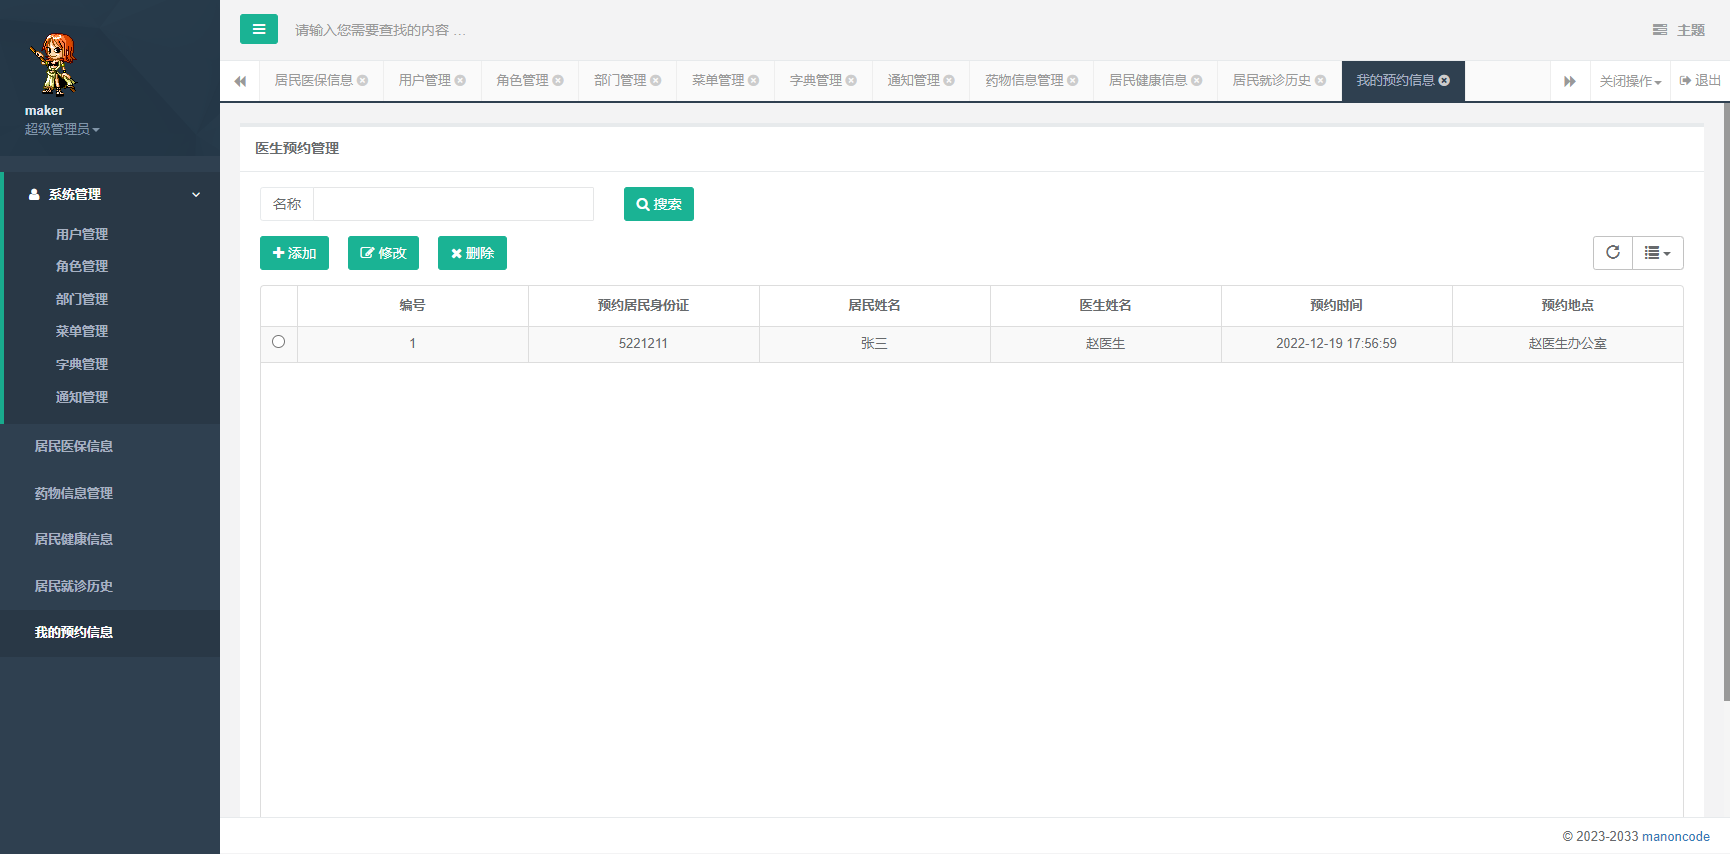 maker
超级管理员
系统管理
用户管理
角色管理
部门管理
菜单管理
字典管理
通知管理
居民医保信息
药物信息管理
居民健康信息
居民就诊历史
我的预约信息
请输入您需要查找的内容 …
主题
居民医保信息 用户管理 角色管理 部门管理 菜单管理 字典管理 通知管理 药物信息管理 居民健康信息 居民就诊历史 我的预约信息 关闭操作 退出
医生预约管理
名称 搜索
添加 修改 删除
编号 预约居民身份证 居民姓名 医生姓名 预约时间 预约地点
1 5221211 张三 赵医生 2022-12-19 17:56:59 赵医生办公室
© 2023-2033 manoncode